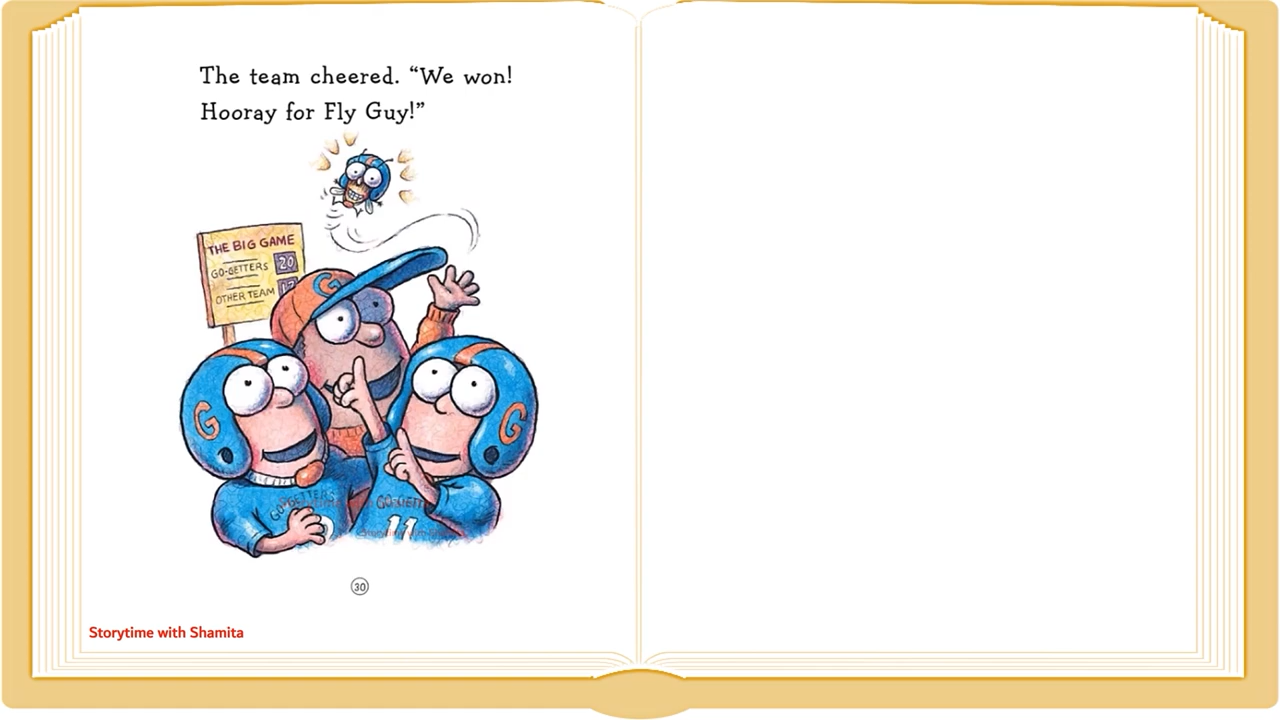 The team cheered. “We won!
Hooray for Fly Guy!”
THE BIG GAME
GO-GETTERS 20
OTHER TEAM
G
G
G
GO-GETTERS
11
30
Storytime with Shamita